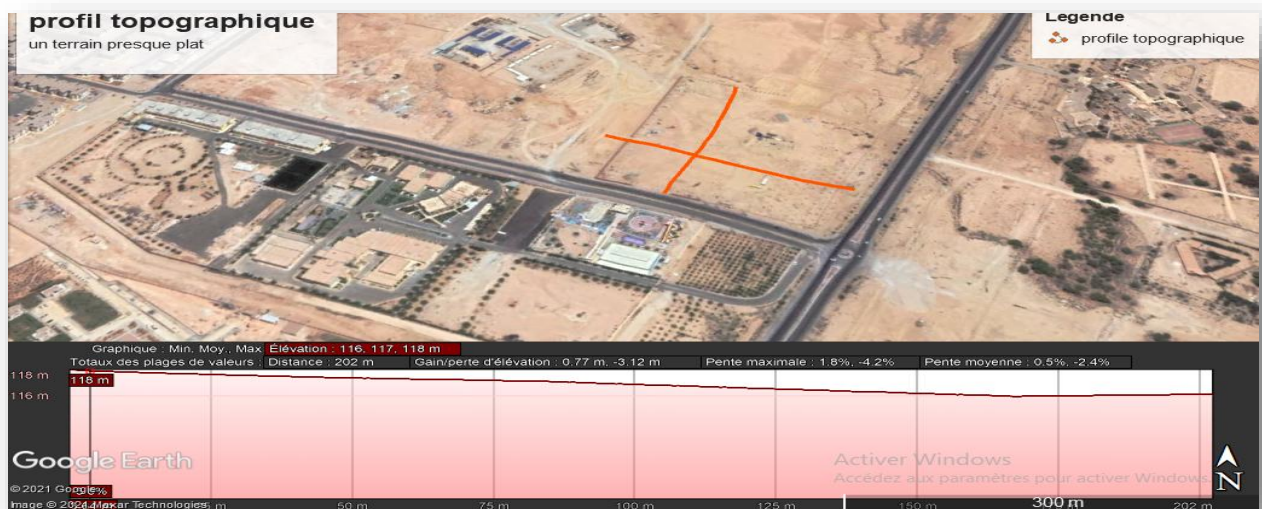 profil topographique
un terrain presque plat
Legende
profile topographique
Graphique : Min, Moy., Max Élévation : 116, 117, 118 m
Totaux des plages de valeurs : Distance : 202 m Gain/perte d'élévation : 0.77 m, -3,12 m Pente maximale : 1.8%, -4.2% Pente moyenne : 0.5%, -2.4%
118 m
118 m
116 m
Google Earth
Activer Windows
Accédez aux paramètres pour activer Windows.
N
© 2021 Google
Image © 2021 Maxar Technologies
50 m 75 m 100 m 125 m 150 m 300 m 202 m